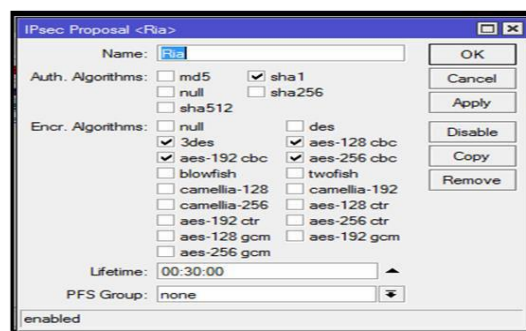 IPsec Proposal <Ria>
Name: Ria
OK
Auth. Algorithms: md5 sha1
Cancel
null sha256
sha512
Apply
Encr. Algorithms: null des
Disable
3des aes-128 cbc
aes-192 cbc aes-256 cbc
Copy
blowfish twofish
camellia-128 camellia-192
Remove
camellia-256 aes-128 ctr
aes-192 ctr aes-256 ctr
aes-128 gcm aes-192 gcm
aes-256 gcm
Lifetime: 00:30:00
PFS Group: none
enabled